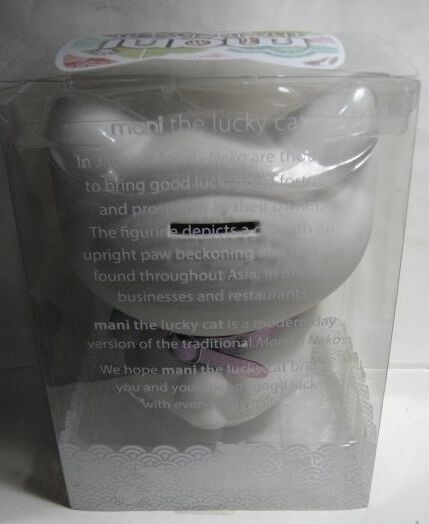 mani
mani the lucky cat
In Japan, Maneki Neko are thou
to bring good luck, good fortune
and prosperity to their owner.
The figurine depicts a cat with an
upright paw beckoning and
found throughout Asia, in homes
businesses and restaurants
mani the lucky cat is a modern day
version of the traditional Maneki Neko
We hope mani the lucky cat brings
you and your friends good luck
with every